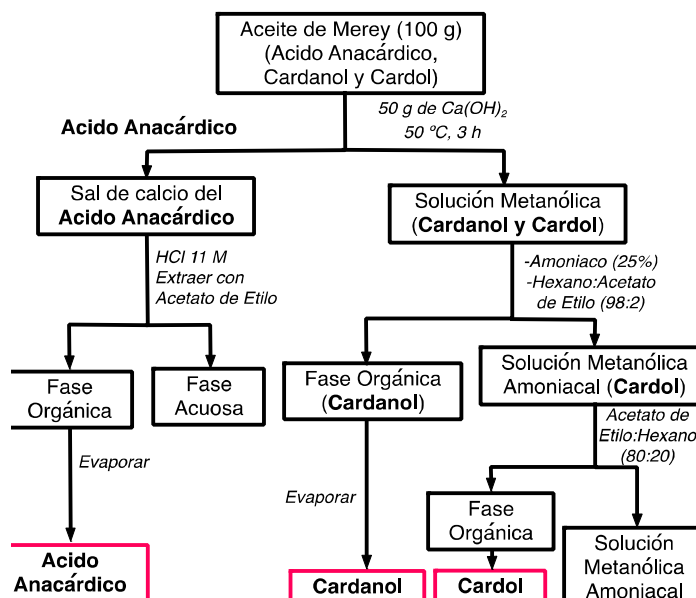 Aceite de Merey (100 g)
(Acido Anacárdico,
Cardanol y Cardol)
50 g de Ca(OH)₂
50 ºC, 3 h
Acido Anacárdico
Sal de calcio del
Acido Anacárdico
Solución Metanólica
(Cardanol y Cardol)
HCl 11 M
Extraer con
Acetato de Etilo
-Amoniaco (25%)
-Hexano:Acetato
de Etilo (98:2)
Fase
Orgánica
Fase
Acuosa
Fase Orgánica
(Cardanol)
Solución Metanólica
Amoniacal (Cardol)
Acetato de
Etilo:Hexano
(80:20)
Evaporar
Evaporar
Fase
Orgánica
Solución
Metanólica
Amoniacal
Acido
Anacárdico
Cardanol
Cardol